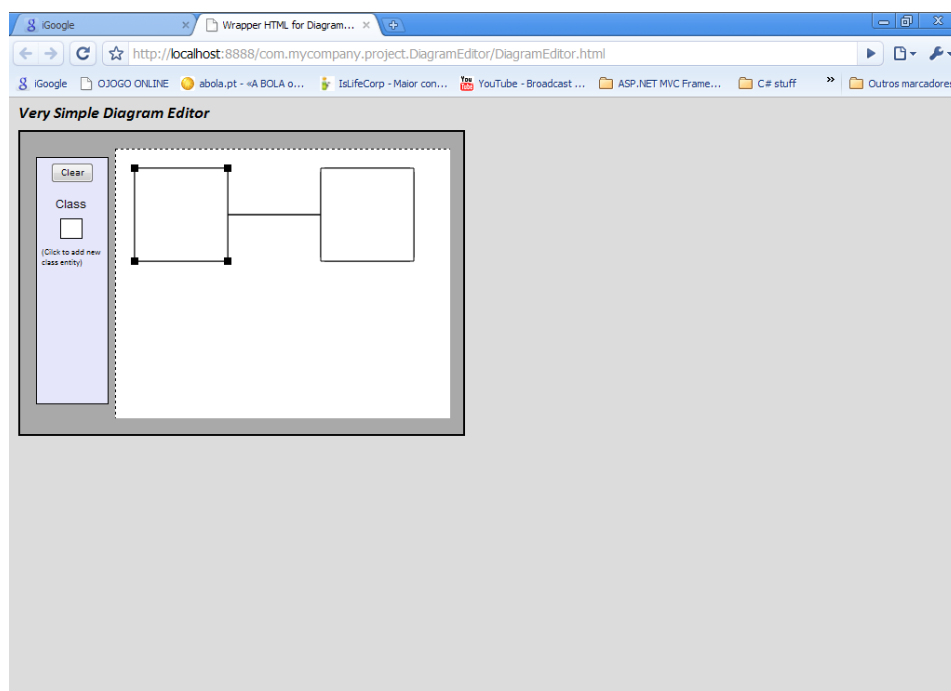 iGoogle
Wrapper HTML for Diagram...
http://localhost:8888/com.mycompany.project.DiagramEditor/DiagramEditor.html
iGoogle OJOGO ONLINE abola.pt - «A BOLA o... IsLifeCorp - Maior con... YouTube - Broadcast ... ASP.NET MVC Frame... C# stuff » Outros marcadores
Very Simple Diagram Editor
Clear
Class
(Click to add new
class entity)